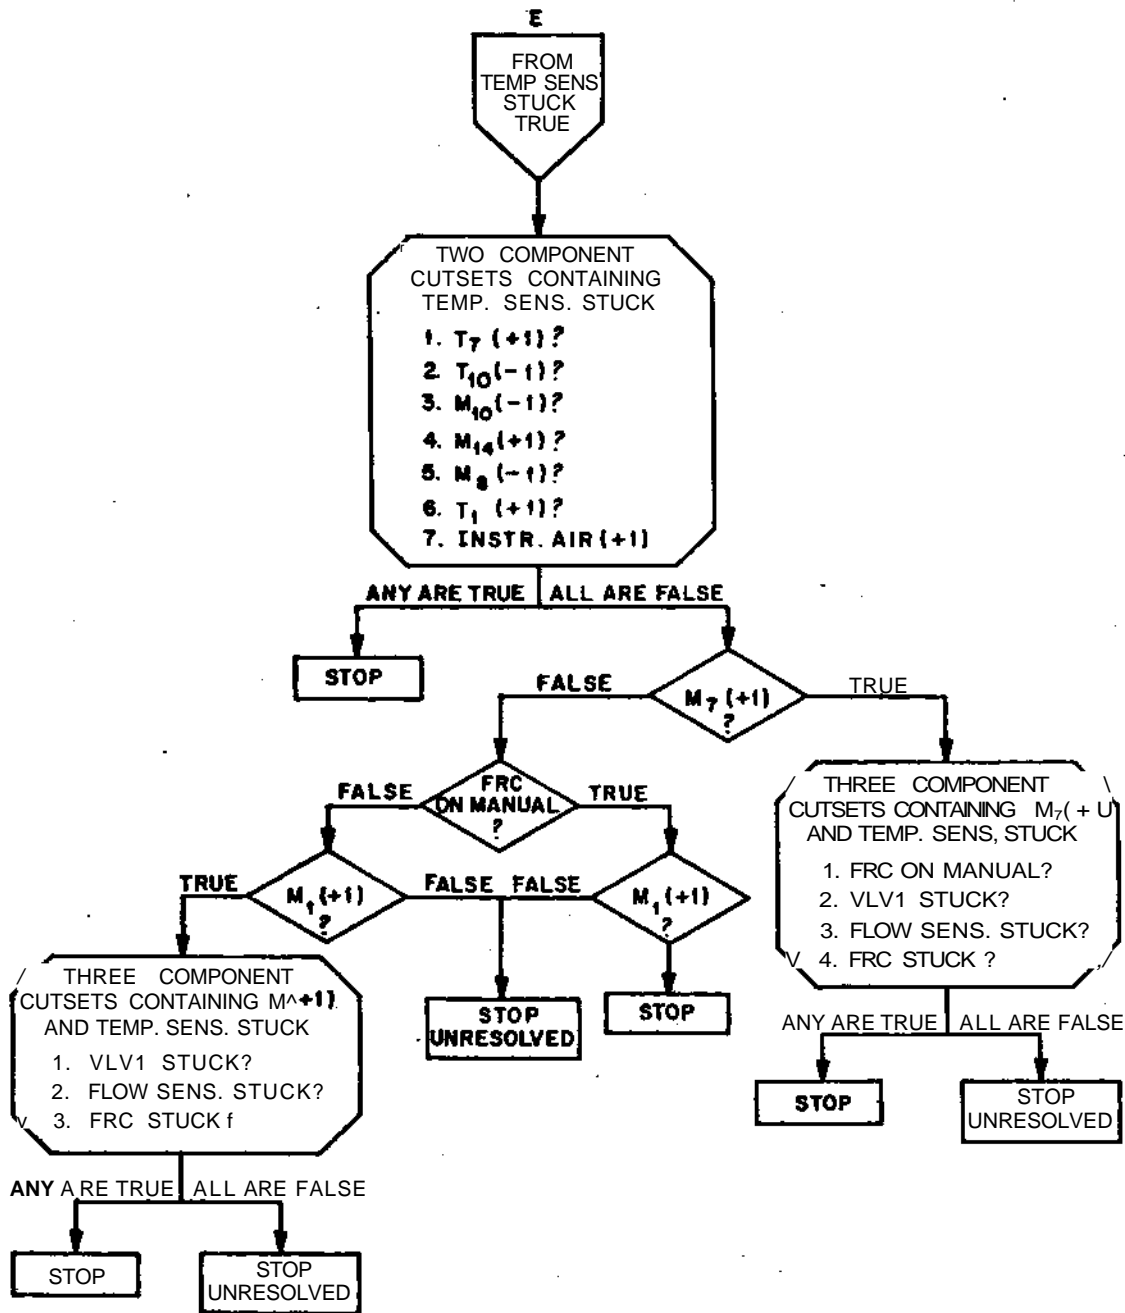 E
FROM
TEMP SENS
STUCK
TRUE
TWO COMPONENT
CUTSETS CONTAINING
TEMP. SENS. STUCK
1. T₇ (+1)?
2. T₁₀(-1)?
3. M₁₀(-1)?
4. M₁₄(+1)?
5. M₈ (-1)?
6. T₁ (+1)?
7. INSTR. AIR(+1)
ANY ARE TRUE
ALL ARE FALSE
STOP
FALSE
M₇ (+1)
?
TRUE
FALSE
FRC
ON MANUAL
?
TRUE
THREE COMPONENT
CUTSETS CONTAINING M₇( + U
AND TEMP. SENS, STUCK
1. FRC ON MANUAL?
2. VLV1 STUCK?
3. FLOW SENS. STUCK?
4. FRC STUCK ?
TRUE
M₁(+1)
?
FALSE
FALSE
M₁(+1)
?
THREE COMPONENT
CUTSETS CONTAINING M^+1)
AND TEMP. SENS. STUCK
1. VLV1 STUCK?
2. FLOW SENS. STUCK?
3. FRC STUCK f
STOP
UNRESOLVED
STOP
ANY ARE TRUE
ALL ARE FALSE
STOP
STOP
UNRESOLVED
ANY ARE TRUE
ALL ARE FALSE
STOP
STOP
UNRESOLVED